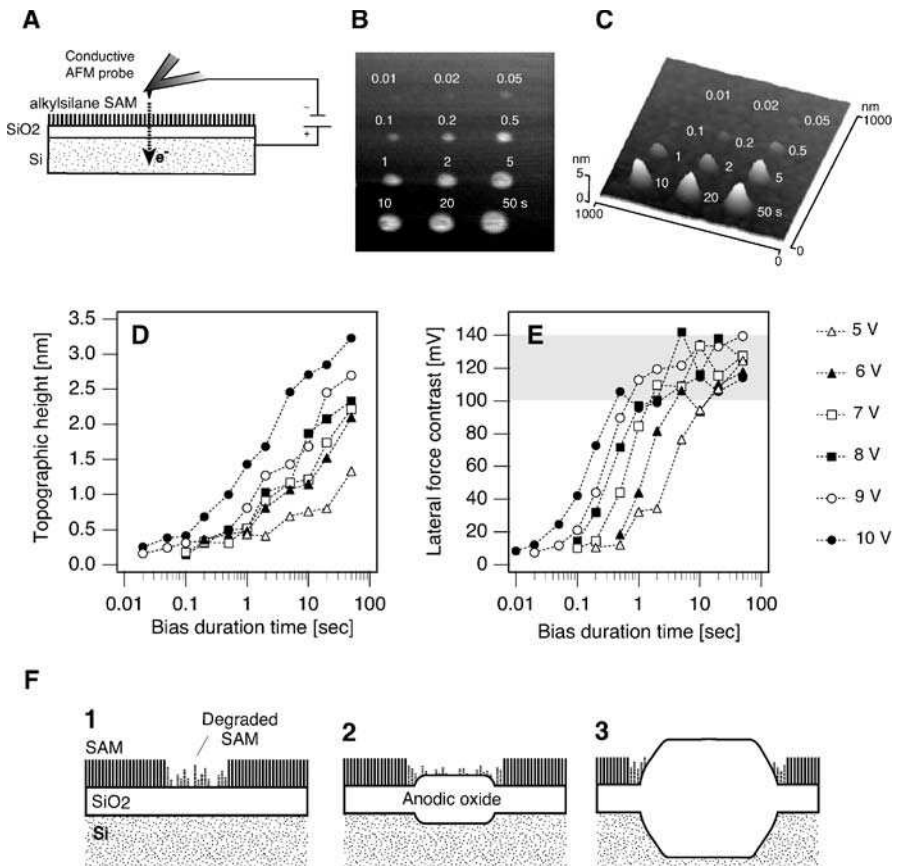 A
Conductive
AFM probe
alkylsilane SAM
SiO2
Si
e⁻
−
+
B
0.01 0.02 0.05
0.1 0.2 0.5
1 2 5
10 20 50 s
C
0.01
0.02
0.05
0.1
0.2
0.5
1
2
5
10
20
50 s
nm
5
0
1000
0
nm
1000
0
D
Topographic height [nm]
3.5
3.0
2.5
2.0
1.5
1.0
0.5
0.0
0.01 0.1 1 10 100
Bias duration time [sec]
E
Lateral force contrast [mV]
140
120
100
80
60
40
20
0
0.01 0.1 1 10 100
Bias duration time [sec]
5 V
6 V
7 V
8 V
9 V
10 V
F
1
SAM
Degraded
SAM
SiO2
Si
2
Anodic oxide
3